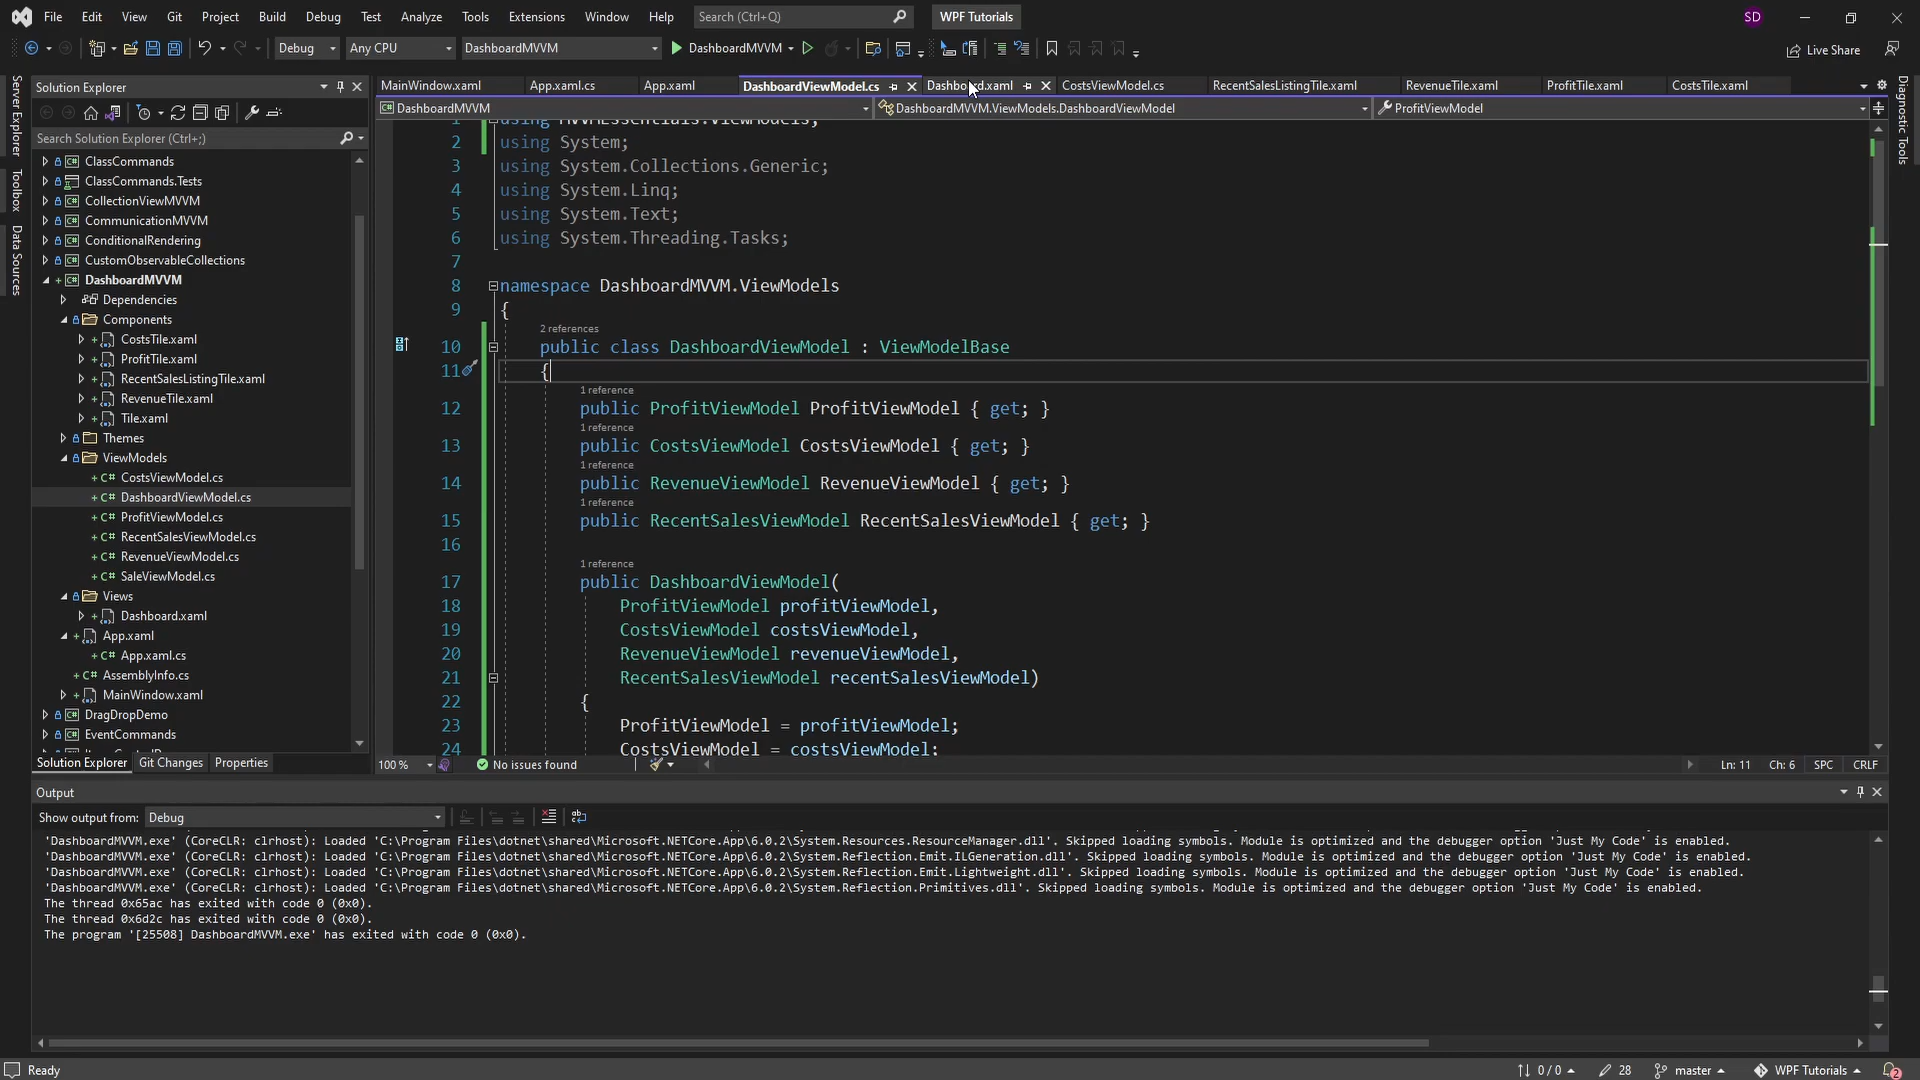 File Edit View Git Project Build Debug Test Analyze Tools Extensions Window Help Search (Ctrl+Q) WPF Tutorials SD
Debug Any CPU DashboardMVVM DashboardMVVM Live Share
Server Explorer
Toolbox
Data Sources
Solution Explorer
Search Solution Explorer (Ctrl+;)
ClassCommands
ClassCommands.Tests
CollectionViewMVVM
CommunicationMVVM
ConditionalRendering
CustomObservableCollections
DashboardMVVM
Dependencies
Components
CostsTile.xaml
ProfitTile.xaml
RecentSalesListingTile.xaml
RevenueTile.xaml
Tile.xaml
Themes
ViewModels
C# CostsViewModel.cs
C# DashboardViewModel.cs
C# ProfitViewModel.cs
C# RecentSalesViewModel.cs
C# RevenueViewModel.cs
C# SaleViewModel.cs
Views
Dashboard.xaml
App.xaml
C# App.xaml.cs
C# AssemblyInfo.cs
MainWindow.xaml
DragDropDemo
EventCommands
Solution Explorer Git Changes Properties
MainWindow.xaml App.xaml.cs App.xaml DashboardViewModel.cs Dashboard.xaml CostsViewModel.cs RecentSalesListingTile.xaml RevenueTile.xaml ProfitTile.xaml CostsTile.xaml
DashboardMVVM DashboardMVVM.ViewModels.DashboardViewModel ProfitViewModel
1 using MVVMEssentials.ViewModels;
2 using System;
3 using System.Collections.Generic;
4 using System.Linq;
5 using System.Text;
6 using System.Threading.Tasks;
7
8 namespace DashboardMVVM.ViewModels
9 {
2 references
10 public class DashboardViewModel : ViewModelBase
11 {
1 reference
12 public ProfitViewModel ProfitViewModel { get; }
1 reference
13 public CostsViewModel CostsViewModel { get; }
1 reference
14 public RevenueViewModel RevenueViewModel { get; }
1 reference
15 public RecentSalesViewModel RecentSalesViewModel { get; }
16
1 reference
17 public DashboardViewModel(
18 ProfitViewModel profitViewModel,
19 CostsViewModel costsViewModel,
20 RevenueViewModel revenueViewModel,
21 RecentSalesViewModel recentSalesViewModel)
22 {
23 ProfitViewModel = profitViewModel;
24 CostsViewModel = costsViewModel;
100 % No issues found Ln: 11 Ch: 6 SPC CRLF
Diagnostic Tools
Output
Show output from: Debug
'DashboardMVVM.exe' (CoreCLR: clrhost): Loaded 'C:\Program Files\dotnet\shared\Microsoft.NETCore.App\6.0.2\System.Resources.ResourceManager.dll'. Skipped loading symbols. Module is optimized and the debugger option 'Just My Code' is enabled.
'DashboardMVVM.exe' (CoreCLR: clrhost): Loaded 'C:\Program Files\dotnet\shared\Microsoft.NETCore.App\6.0.2\System.Reflection.Emit.ILGeneration.dll'. Skipped loading symbols. Module is optimized and the debugger option 'Just My Code' is enabled.
'DashboardMVVM.exe' (CoreCLR: clrhost): Loaded 'C:\Program Files\dotnet\shared\Microsoft.NETCore.App\6.0.2\System.Reflection.Emit.Lightweight.dll'. Skipped loading symbols. Module is optimized and the debugger option 'Just My Code' is enabled.
'DashboardMVVM.exe' (CoreCLR: clrhost): Loaded 'C:\Program Files\dotnet\shared\Microsoft.NETCore.App\6.0.2\System.Reflection.Primitives.dll'. Skipped loading symbols. Module is optimized and the debugger option 'Just My Code' is enabled.
The thread 0x65ac has exited with code 0 (0x0).
The thread 0x6d2c has exited with code 0 (0x0).
The program '[25508] DashboardMVVM.exe' has exited with code 0 (0x0).
Ready 0 / 0 28 master WPF Tutorials 2